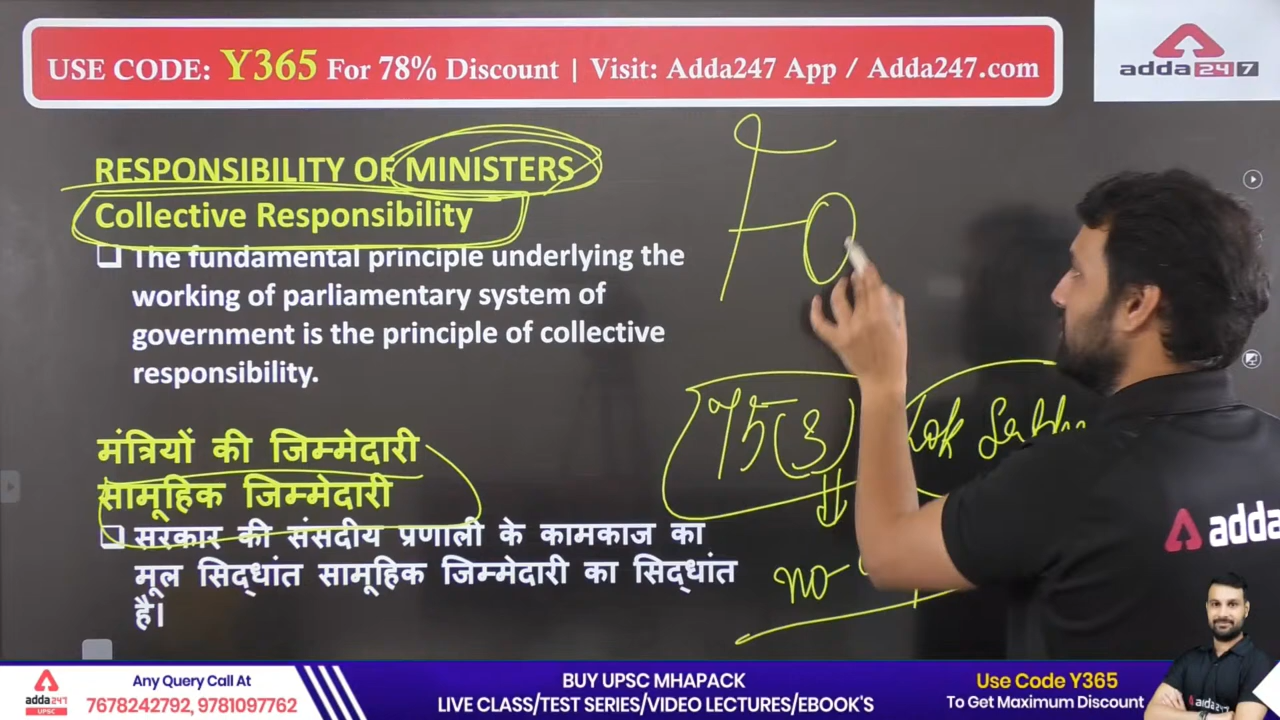 USE CODE: Y365 For 78% Discount | Visit: Adda247 App / Adda247.com
adda247
RESPONSIBILITY OF MINISTERS
Collective Responsibility
The fundamental principle underlying the
working of parliamentary system of
government is the principle of collective
responsibility.
Fo
75(3)
Lok Sabha
मंत्रियों की जिम्मेदारी
सामूहिक जिम्मेदारी
सरकार की संसदीय प्रणाली के कामकाज का
मूल सिद्धांत सामूहिक जिम्मेदारी का सिद्धांत
है।
no-
adda
adda247
UPSC
Any Query Call At
7678242792, 9781097762
BUY UPSC MHAPACK
LIVE CLASS/TEST SERIES/VIDEO LECTURES/EBOOK'S
Use Code Y365
To Get Maximum Discount